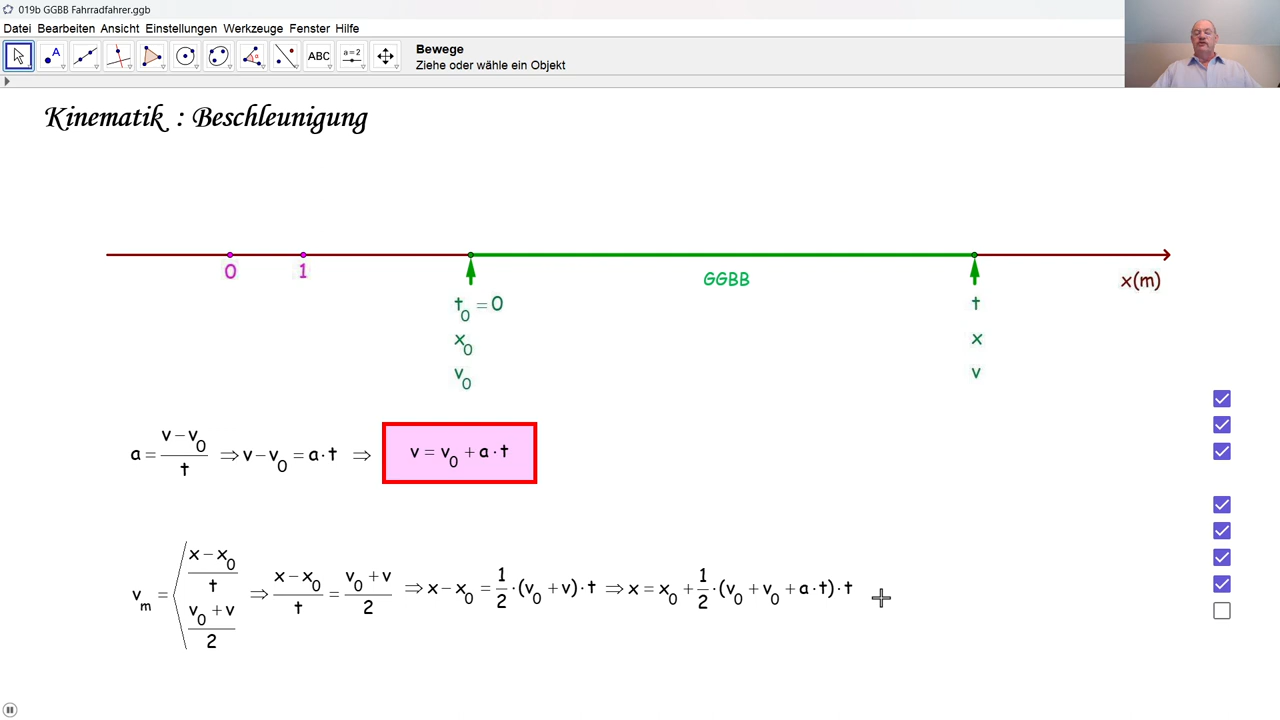 019b GGBB Fahrradfahrer.ggb
Datei Bearbeiten Ansicht Einstellungen Werkzeuge Fenster Hilfe
A ABC a=2 Bewege
Ziehe oder wähle ein Objekt
Kinematik : Beschleunigung
0 1 GGBB x(m)
t₀ = 0 t
x₀ x
v₀ v
a = (v − v₀)/t ⇒ v − v₀ = a · t ⇒ v = v₀ + a · t
vₘ = ⟨ (x − x₀)/t , (v₀ + v)/2 ⇒ (x − x₀)/t = (v₀ + v)/2 ⇒ x − x₀ = 1/2 · (v₀ + v) · t ⇒ x = x₀ + 1/2 · (v₀ + v₀ + a · t) · t